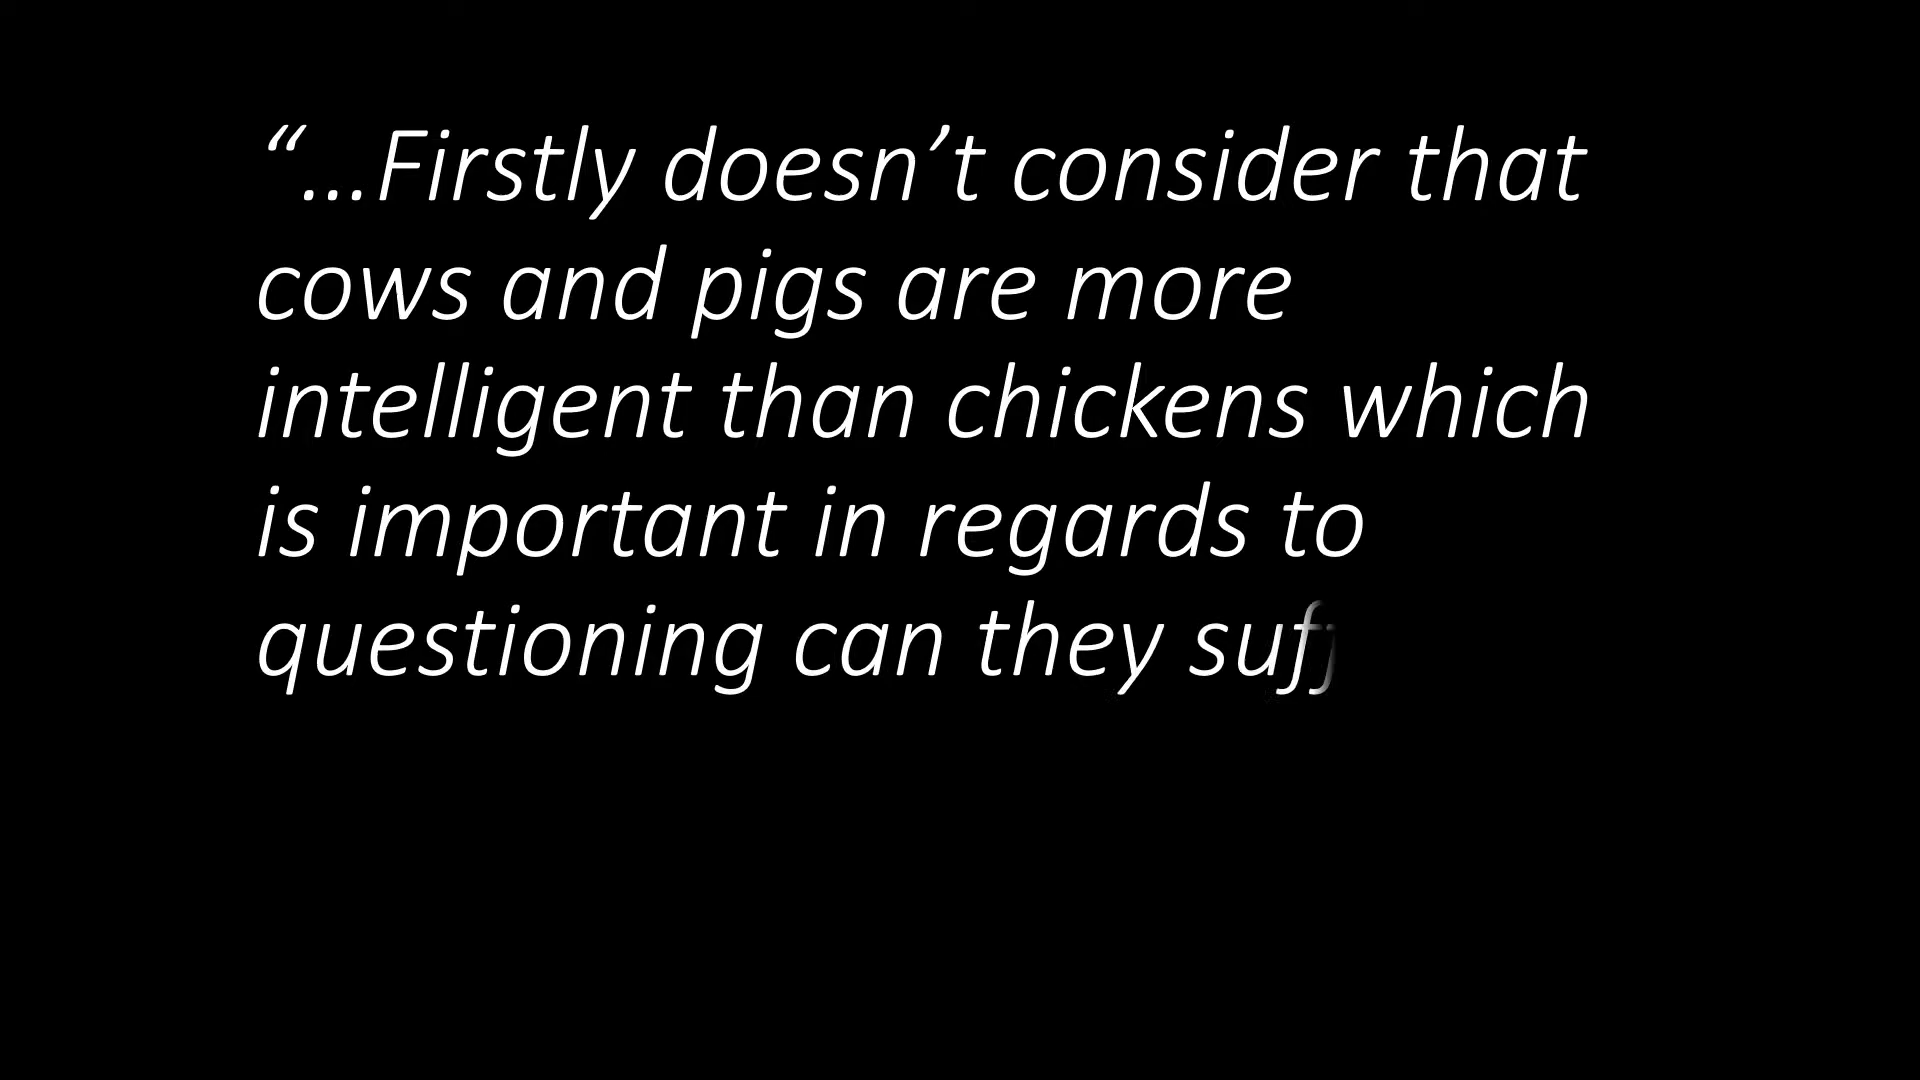 “...Firstly doesn’t consider that
cows and pigs are more
intelligent than chickens which
is important in regards to
questioning can they